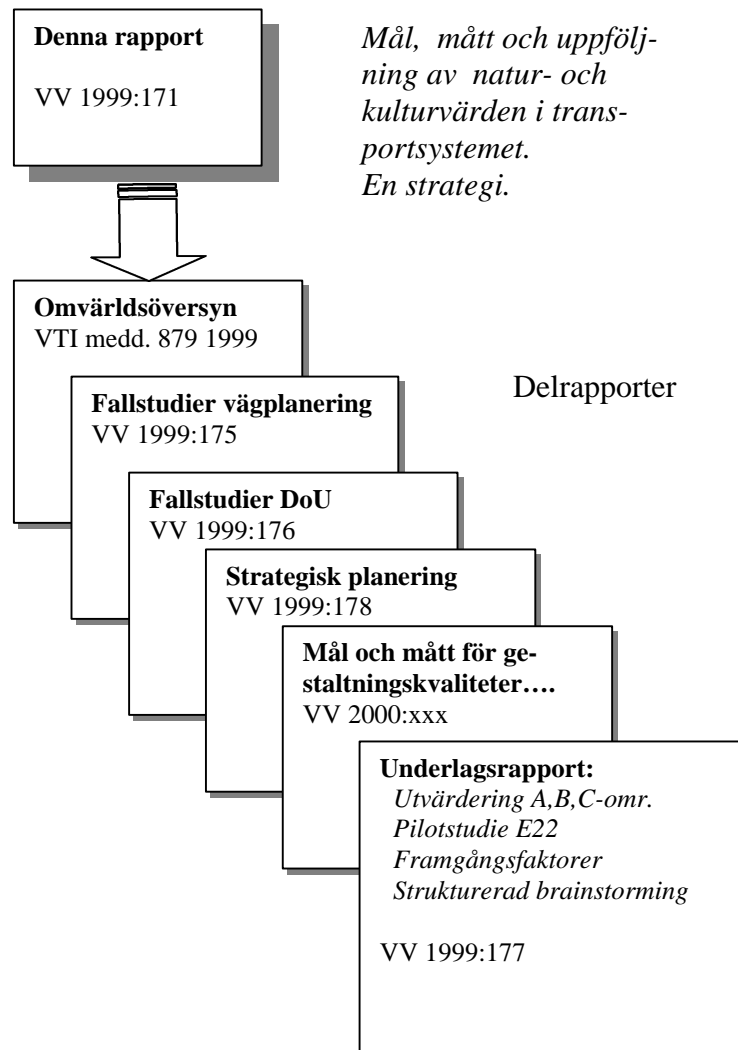 Denna rapport
VV 1999:171
Mål, mått och uppfölj-
ning av natur- och
kulturvärden i trans-
portsystemet.
En strategi.
Omvärldsöversyn
VTI medd. 879 1999
Delrapporter
Fallstudier vägplanering
VV 1999:175
Fallstudier DoU
VV 1999:176
Strategisk planering
VV 1999:178
Mål och mått för ge-
staltningskvaliteter….
VV 2000:xxx
Underlagsrapport:
Utvärdering A,B,C-omr.
Pilotstudie E22
Framgångsfaktorer
Strukturerad brainstorming
VV 1999:177